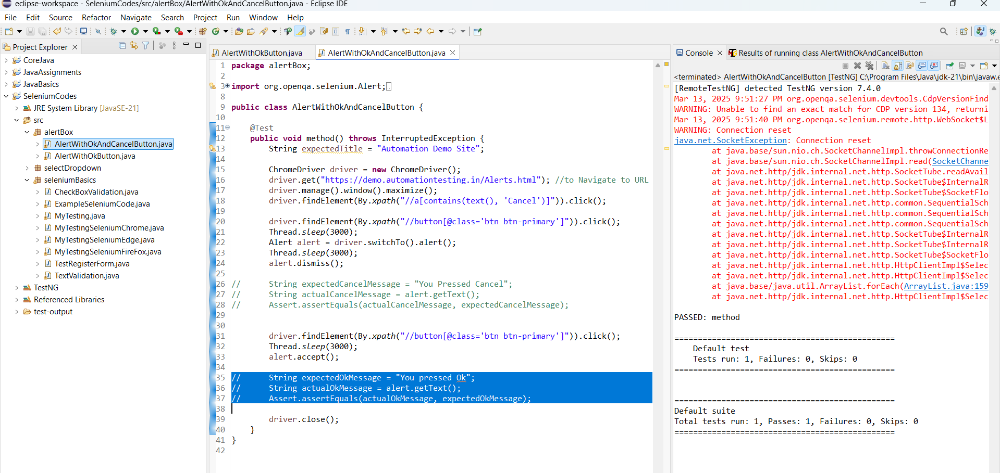 eclipse-workspace - SeleniumCodes/src/alertBox/AlertWithOkAndCancelButton.java - Eclipse IDE
File Edit Source Refactor Navigate Search Project Run Window Help
Project Explorer
CoreJava
JavaAssignments
JavaBasics
SeleniumCodes
JRE System Library [JavaSE-21]
src
alertBox
AlertWithOkAndCancelButton.java
AlertWithOkButton.java
selectDropdown
seleniumBasics
CheckBoxValidation.java
ExampleSeleniumCode.java
MyTesting.java
MyTestingSeleniumChrome.java
MyTestingSeleniumEdge.java
MyTestingSeleniumFireFox.java
TestRegisterForm.java
TextValidation.java
TestNG
Referenced Libraries
test-output
AlertWithOkButton.java AlertWithOkAndCancelButton.java
1 package alertBox;
2
3 import org.openqa.selenium.Alert;
8
9 public class AlertWithOkAndCancelButton {
10
11 @Test
12 public void method() throws InterruptedException {
13 String expectedTitle = "Automation Demo Site";
14
15 ChromeDriver driver = new ChromeDriver();
16 driver.get("https://demo.automationtesting.in/Alerts.html"); //to Navigate to URL
17 driver.manage().window().maximize();
18 driver.findElement(By.xpath("//a[contains(text(), 'Cancel')]")).click();
19
20 driver.findElement(By.xpath("//button[@class='btn btn-primary']")).click();
21 Thread.sleep(3000);
22 Alert alert = driver.switchTo().alert();
23 Thread.sleep(3000);
24 alert.dismiss();
25
26 // String expectedCancelMessage = "You Pressed Cancel";
27 // String actualCancelMessage = alert.getText();
28 // Assert.assertEquals(actualCancelMessage, expectedCancelMessage);
29
30
31 driver.findElement(By.xpath("//button[@class='btn btn-primary']")).click();
32 Thread.sleep(3000);
33 alert.accept();
34
35 // String expectedOkMessage = "You pressed Ok";
36 // String actualOkMessage = alert.getText();
37 // Assert.assertEquals(actualOkMessage, expectedOkMessage);
38
39 driver.close();
40 }
41 }
42
Console Results of running class AlertWithOkAndCancelButton
<terminated> AlertWithOkAndCancelButton [TestNG] C:\Program Files\Java\jdk-21\bin\javaw.e
[RemoteTestNG] detected TestNG version 7.4.0
Mar 13, 2025 9:51:27 PM org.openqa.selenium.devtools.CdpVersionFind
WARNING: Unable to find an exact match for CDP version 134, returni
Mar 13, 2025 9:51:40 PM org.openqa.selenium.remote.http.WebSocket$L
WARNING: Connection reset
java.net.SocketException: Connection reset
at java.base/sun.nio.ch.SocketChannelImpl.throwConnectionRe
at java.base/sun.nio.ch.SocketChannelImpl.read(SocketChanne
at java.net.http/jdk.internal.net.http.SocketTube.readAvail
at java.net.http/jdk.internal.net.http.SocketTube$InternalR
at java.net.http/jdk.internal.net.http.SocketTube$SocketFlo
at java.net.http/jdk.internal.net.http.common.SequentialSch
at java.net.http/jdk.internal.net.http.common.SequentialSch
at java.net.http/jdk.internal.net.http.common.SequentialSch
at java.net.http/jdk.internal.net.http.SocketTube$InternalR
at java.net.http/jdk.internal.net.http.SocketTube$InternalR
at java.net.http/jdk.internal.net.http.SocketTube$SocketFlo
at java.net.http/jdk.internal.net.http.HttpClientImpl$Selec
at java.net.http/jdk.internal.net.http.HttpClientImpl$Selec
at java.base/java.util.ArrayList.forEach(ArrayList.java:159
at java.net.http/jdk.internal.net.http.HttpClientImpl$Selec
PASSED: method
===============================================
Default test
Tests run: 1, Failures: 0, Skips: 0
===============================================
===============================================
Default suite
Total tests run: 1, Passes: 1, Failures: 0, Skips: 0
===============================================